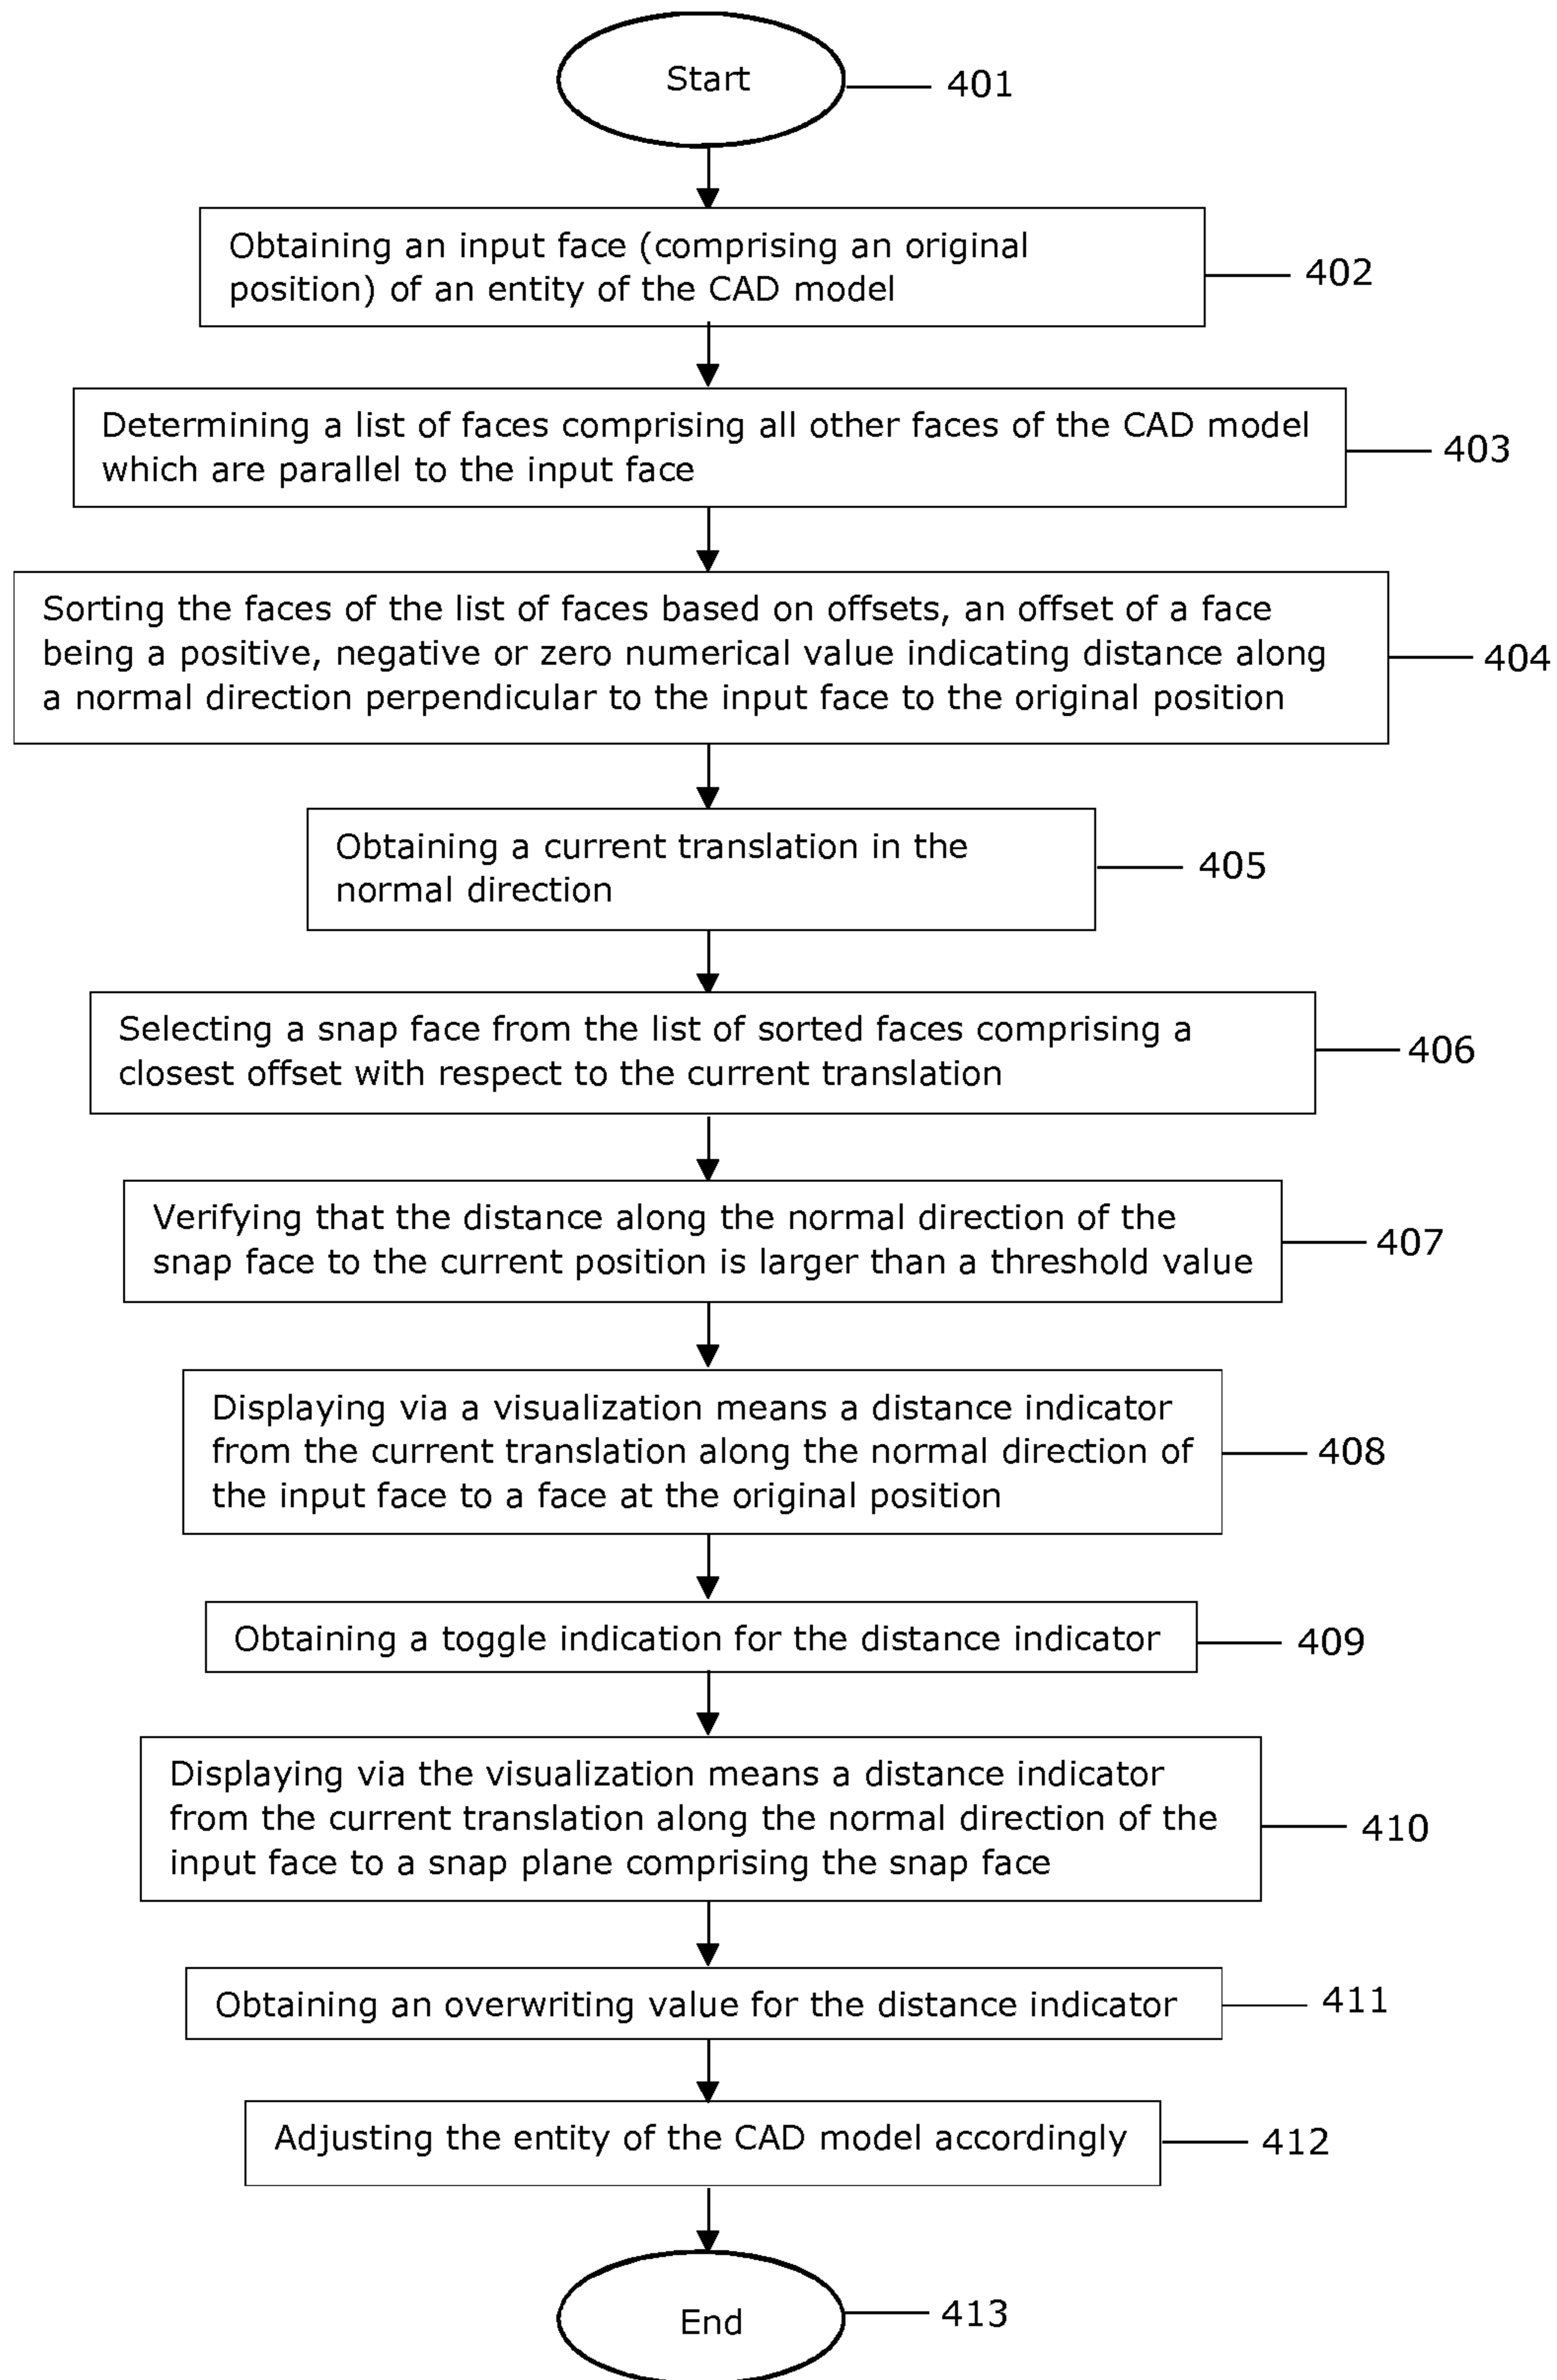 Start
401
Obtaining an input face (comprising an original
position) of an entity of the CAD model
402
Determining a list of faces comprising all other faces of the CAD model
which are parallel to the input face
403
Sorting the faces of the list of faces based on offsets, an offset of a face
being a positive, negative or zero numerical value indicating distance along
a normal direction perpendicular to the input face to the original position
404
Obtaining a current translation in the
normal direction
405
Selecting a snap face from the list of sorted faces comprising a
closest offset with respect to the current translation
406
Verifying that the distance along the normal direction of the
snap face to the current position is larger than a threshold value
407
Displaying via a visualization means a distance indicator
from the current translation along the normal direction of
the input face to a face at the original position
408
Obtaining a toggle indication for the distance indicator
409
Displaying via the visualization means a distance indicator
from the current translation along the normal direction of the
input face to a snap plane comprising the snap face
410
Obtaining an overwriting value for the distance indicator
411
Adjusting the entity of the CAD model accordingly
412
End
413